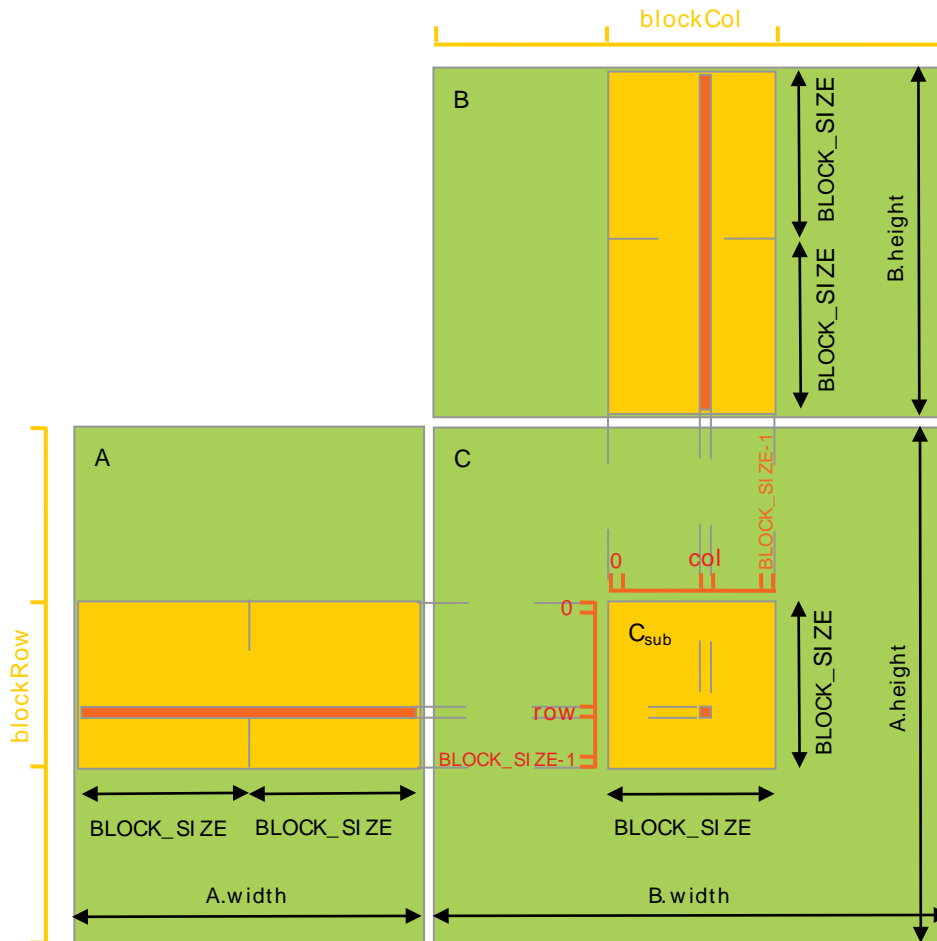 blockCol
B
BLOCK_SIZE
BLOCK_SIZE
B.height
A
C
blockRow
0
col
BLOCK_SIZE-1
0
row
BLOCK_SIZE-1
Csub
BLOCK_SIZE
A.height
BLOCK_SIZE
BLOCK_SIZE
BLOCK_SIZE
A.width
B.width